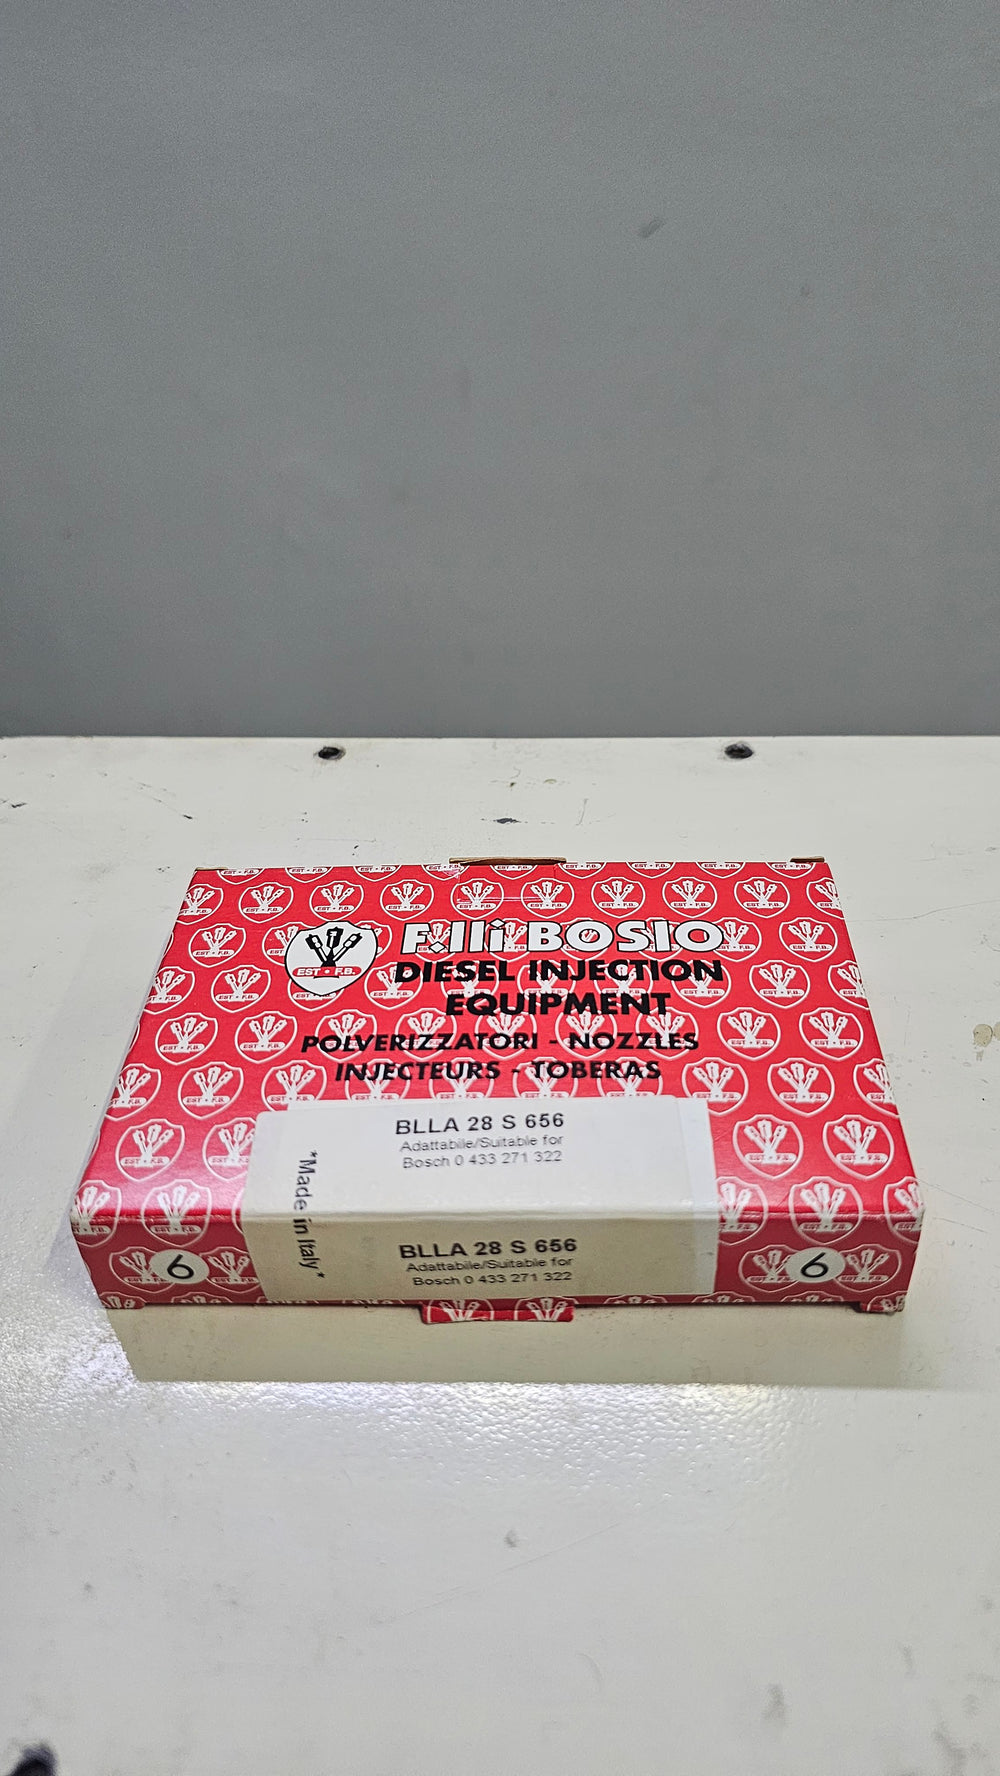 F.lli BOSIO
EST • F.B.
DIESEL INJECTION
EQUIPMENT
POLVERIZZATORI - NOZZLES
INJECTEURS - TOBERAS
BLLA 28 S 656
Adattabile/Suitable for
Bosch 0 433 271 322
*Made in Italy*
BLLA 28 S 656
Adattabile/Suitable for
Bosch 0 433 271 322
6
6